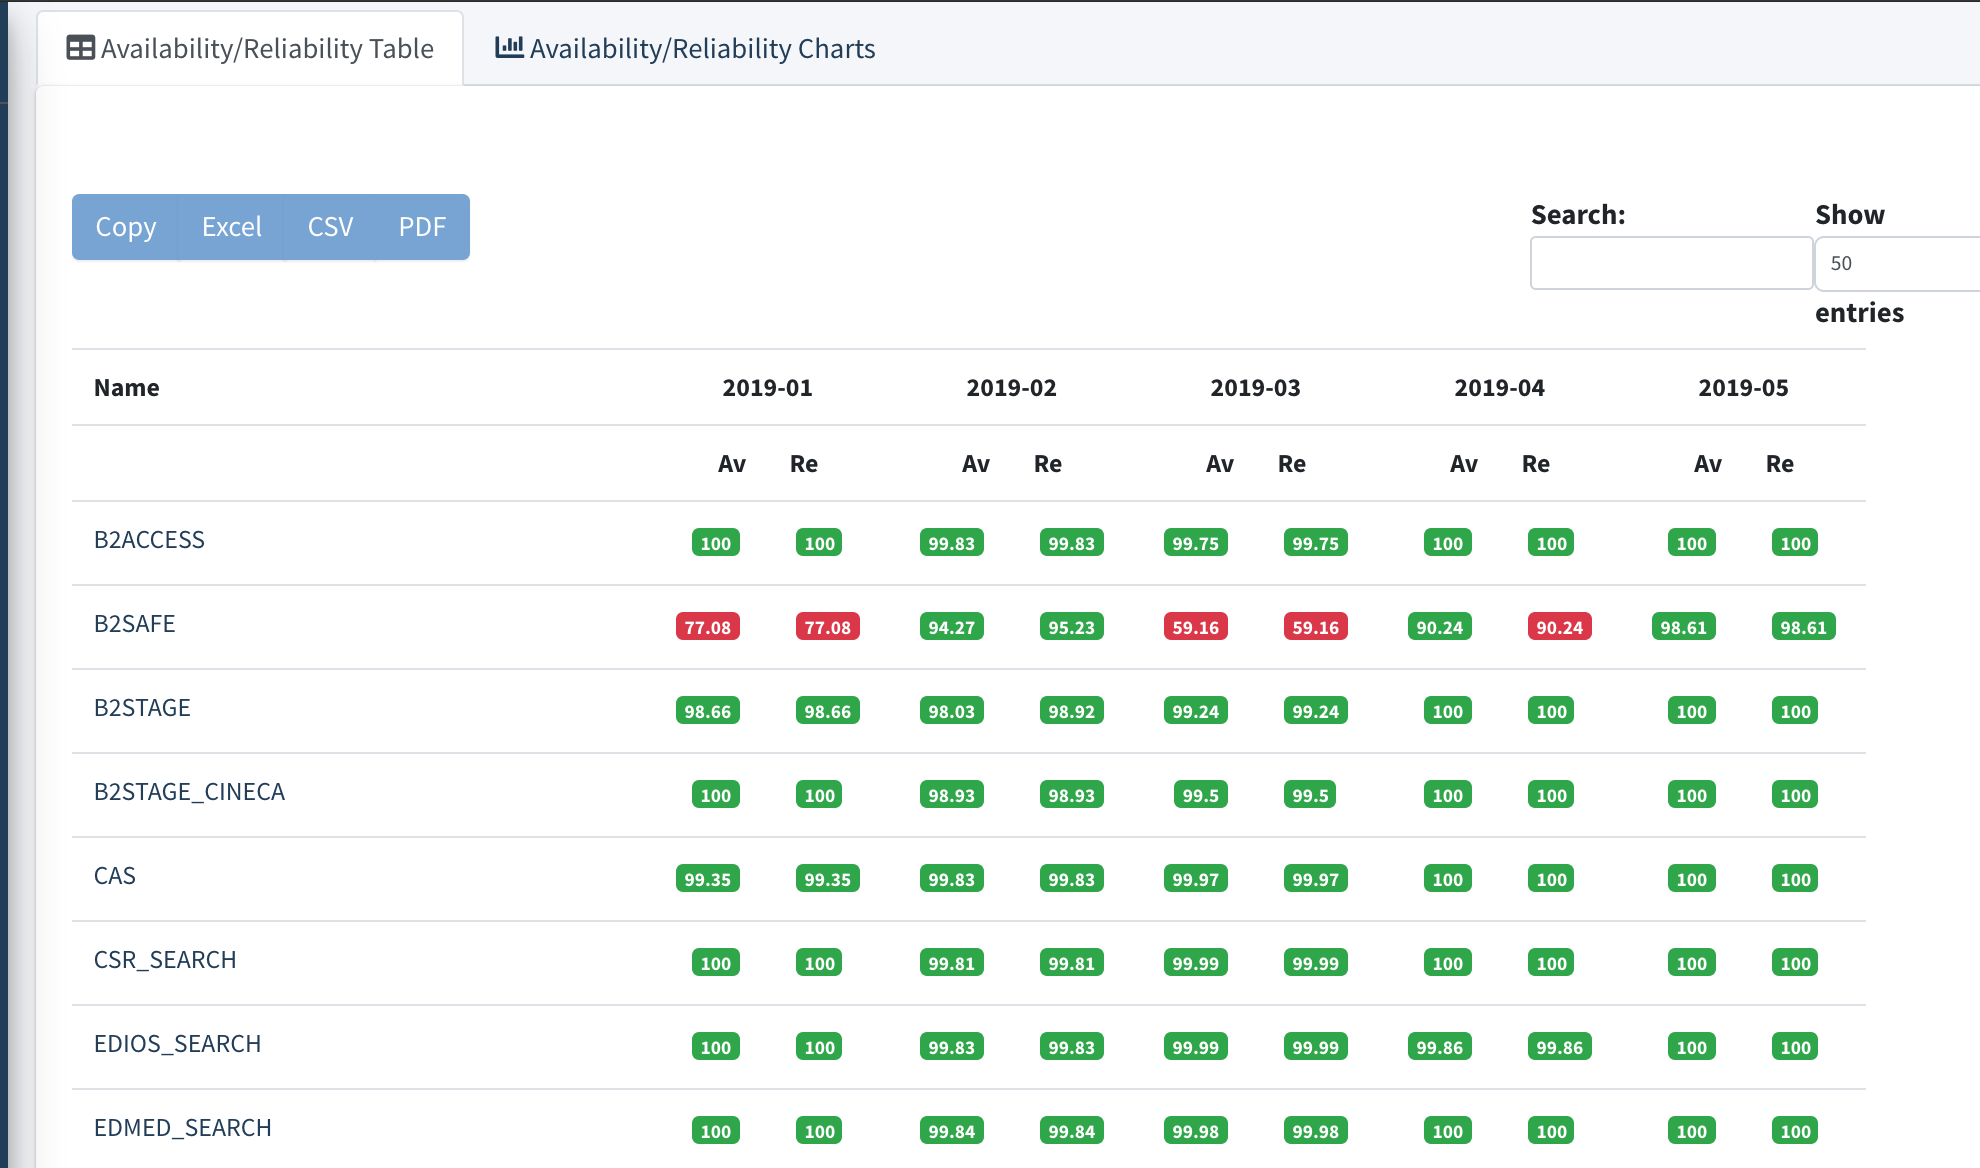 Availability/Reliability Table Availability/Reliability Charts
Copy Excel CSV PDF
Search: Show
50
entries
Name 2019-01 2019-02 2019-03 2019-04 2019-05
Av Re Av Re Av Re Av Re Av Re
B2ACCESS 100 100 99.83 99.83 99.75 99.75 100 100 100 100
B2SAFE 77.08 77.08 94.27 95.23 59.16 59.16 90.24 90.24 98.61 98.61
B2STAGE 98.66 98.66 98.03 98.92 99.24 99.24 100 100 100 100
B2STAGE_CINECA 100 100 98.93 98.93 99.5 99.5 100 100 100 100
CAS 99.35 99.35 99.83 99.83 99.97 99.97 100 100 100 100
CSR_SEARCH 100 100 99.81 99.81 99.99 99.99 100 100 100 100
EDIOS_SEARCH 100 100 99.83 99.83 99.99 99.99 99.86 99.86 100 100
EDMED_SEARCH 100 100 99.84 99.84 99.98 99.98 100 100 100 100